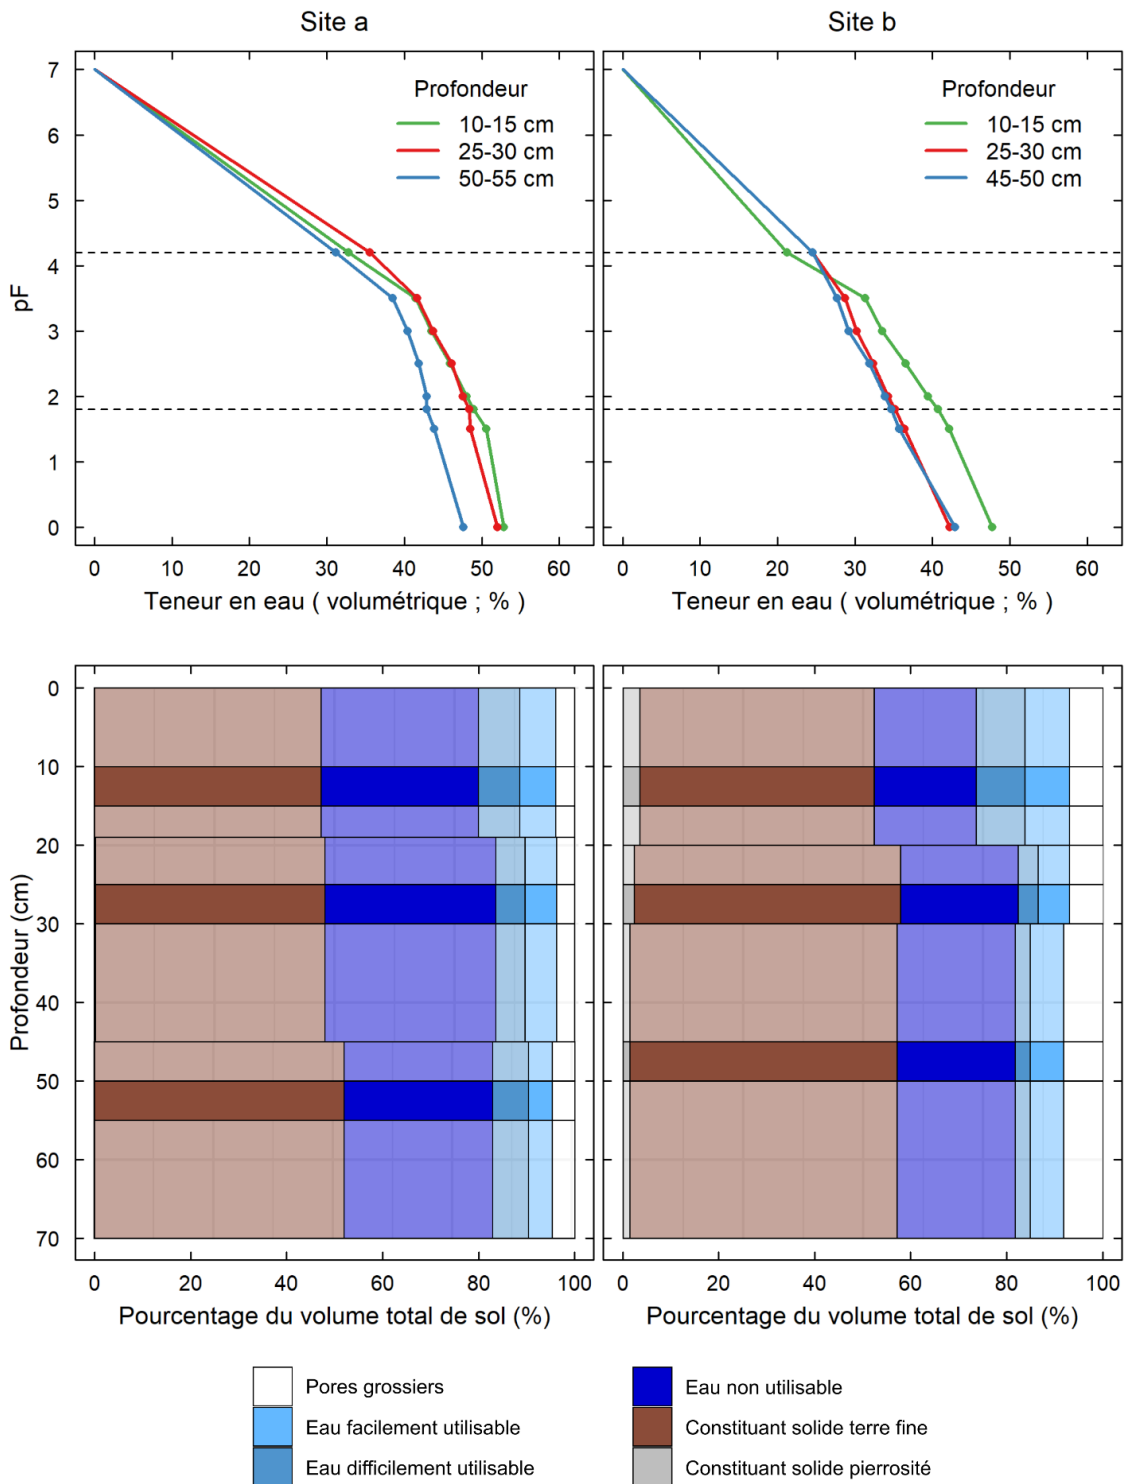 Site a
Site b
7
6
5
4
3
2
1
0
pF
Profondeur
10-15 cm
25-30 cm
50-55 cm
Profondeur
10-15 cm
25-30 cm
45-50 cm
0 10 20 30 40 50 60
0 10 20 30 40 50 60
Teneur en eau ( volumétrique ; % )
Teneur en eau ( volumétrique ; % )
0
10
20
30
40
50
60
70
Profondeur (cm)
0 20 40 60 80 100
0 20 40 60 80 100
Pourcentage du volume total de sol (%)
Pourcentage du volume total de sol (%)
Pores grossiers
Eau facilement utilisable
Eau difficilement utilisable
Eau non utilisable
Constituant solide terre fine
Constituant solide pierrosité